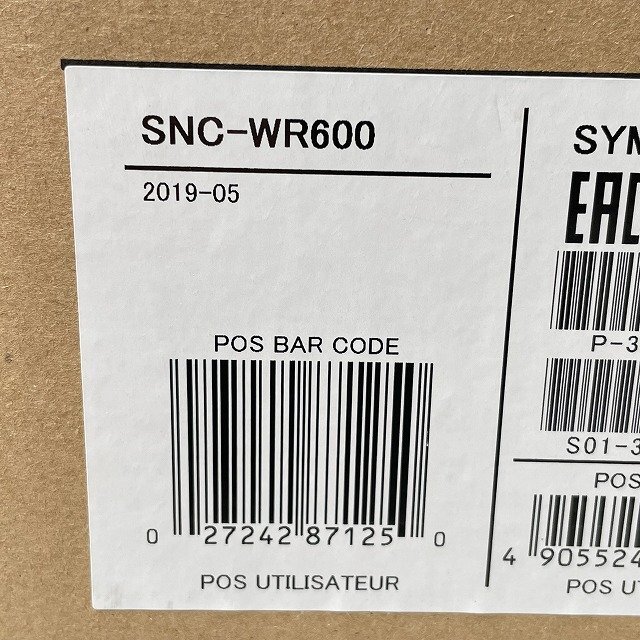 SNC-WR600
2019-05
POS BAR CODE
0 27242 87125 0
POS UTILISATEUR
SYM
EAC
P-3
S01-3
POS
4 905524
POS UT